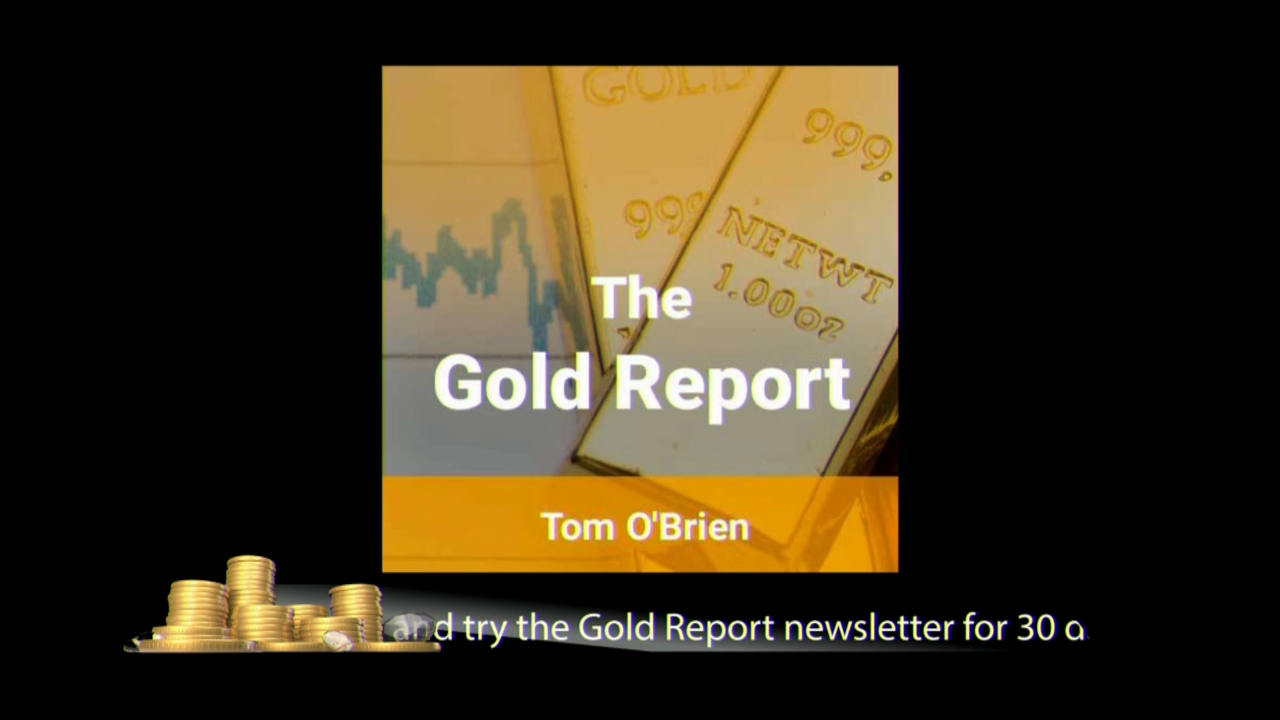 GOLD
999.
999
NETWT
1.00oz
The
Gold Report
Tom O'Brien
and try the Gold Report newsletter for 30